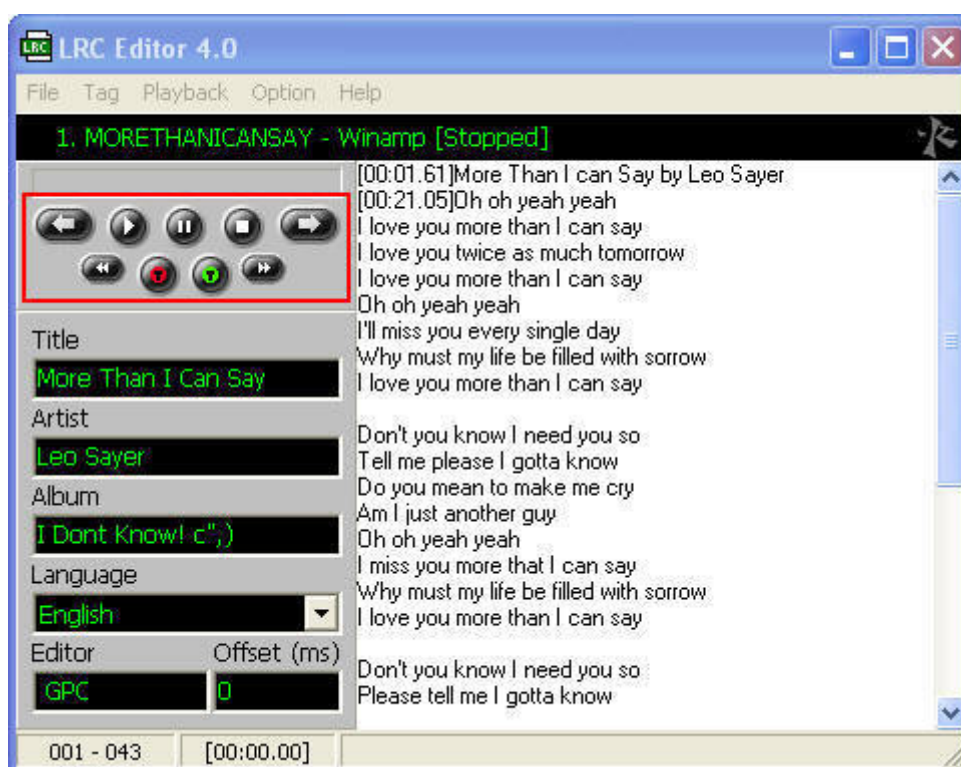 LRC LRC Editor 4.0
File Tag Playback Option Help
1. MORETHANICANSAY - Winamp [Stopped]
[00:01.61]More Than I can Say by Leo Sayer
[00:21.05]Oh oh yeah yeah
I love you more than I can say
I love you twice as much tomorrow
I love you more than I can say
Oh oh yeah yeah
I'll miss you every single day
Why must my life be filled with sorrow
I love you more than I can say
Don't you know I need you so
Tell me please I gotta know
Do you mean to make me cry
Am I just another guy
Oh oh yeah yeah
I miss you more that I can say
Why must my life be filled with sorrow
I love you more than I can say
Don't you know I need you so
Please tell me I gotta know
T T
Title
More Than I Can Say
Artist
Leo Sayer
Album
I Dont Know! c",)
Language
English
Editor Offset (ms)
GPC 0
001 - 043 [00:00.00]